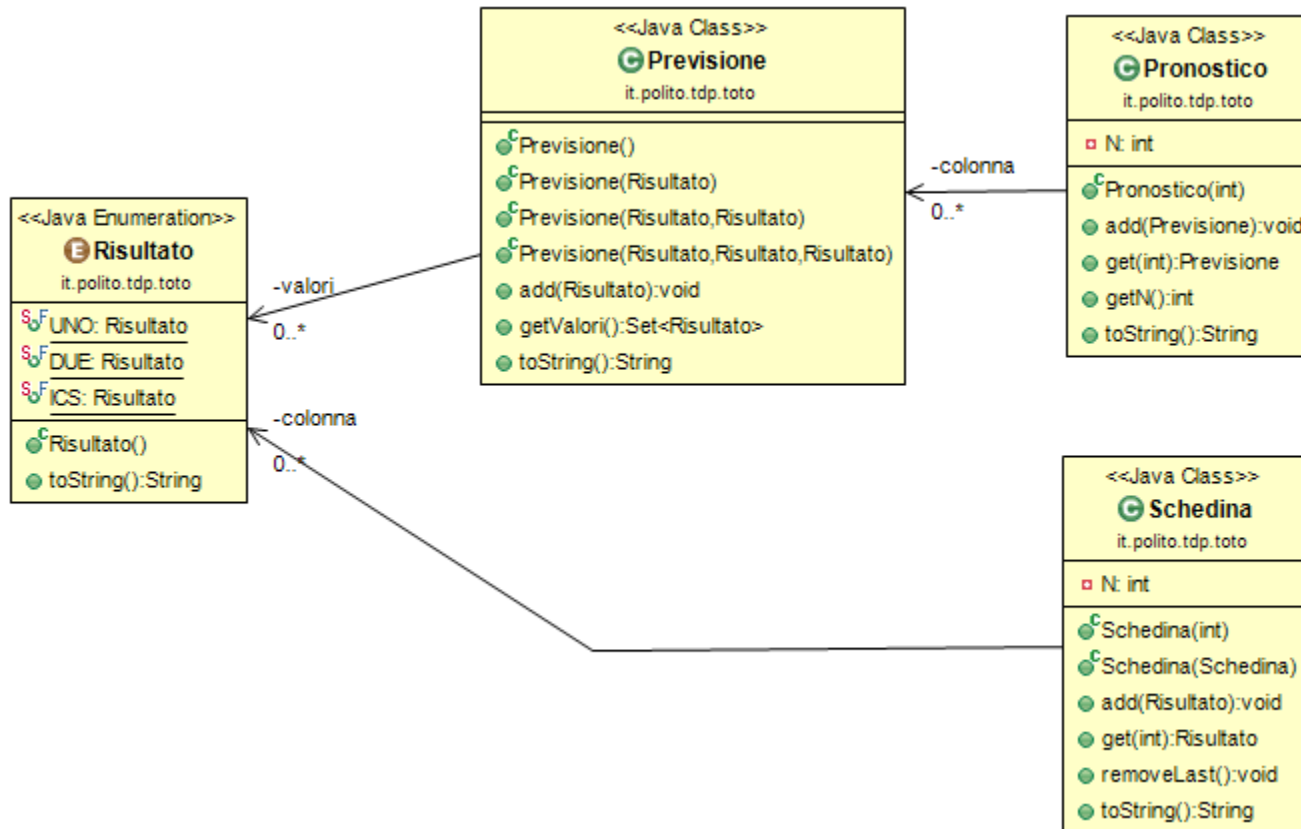 <<Java Enumeration>>
E Risultato
it.polito.tdp.toto
SF UNO: Risultato
SF DUE: Risultato
SF ICS: Risultato
C Risultato()
toString():String
-valori
0..*
-colonna
0..*
<<Java Class>>
C Previsione
it.polito.tdp.toto
C Previsione()
C Previsione(Risultato)
C Previsione(Risultato,Risultato)
C Previsione(Risultato,Risultato,Risultato)
add(Risultato):void
getValori():Set<Risultato>
toString():String
-colonna
0..*
<<Java Class>>
C Pronostico
it.polito.tdp.toto
N: int
C Pronostico(int)
add(Previsione):void
get(int):Previsione
getN():int
toString():String
<<Java Class>>
C Schedina
it.polito.tdp.toto
N: int
C Schedina(int)
C Schedina(Schedina)
add(Risultato):void
get(int):Risultato
removeLast():void
toString():String